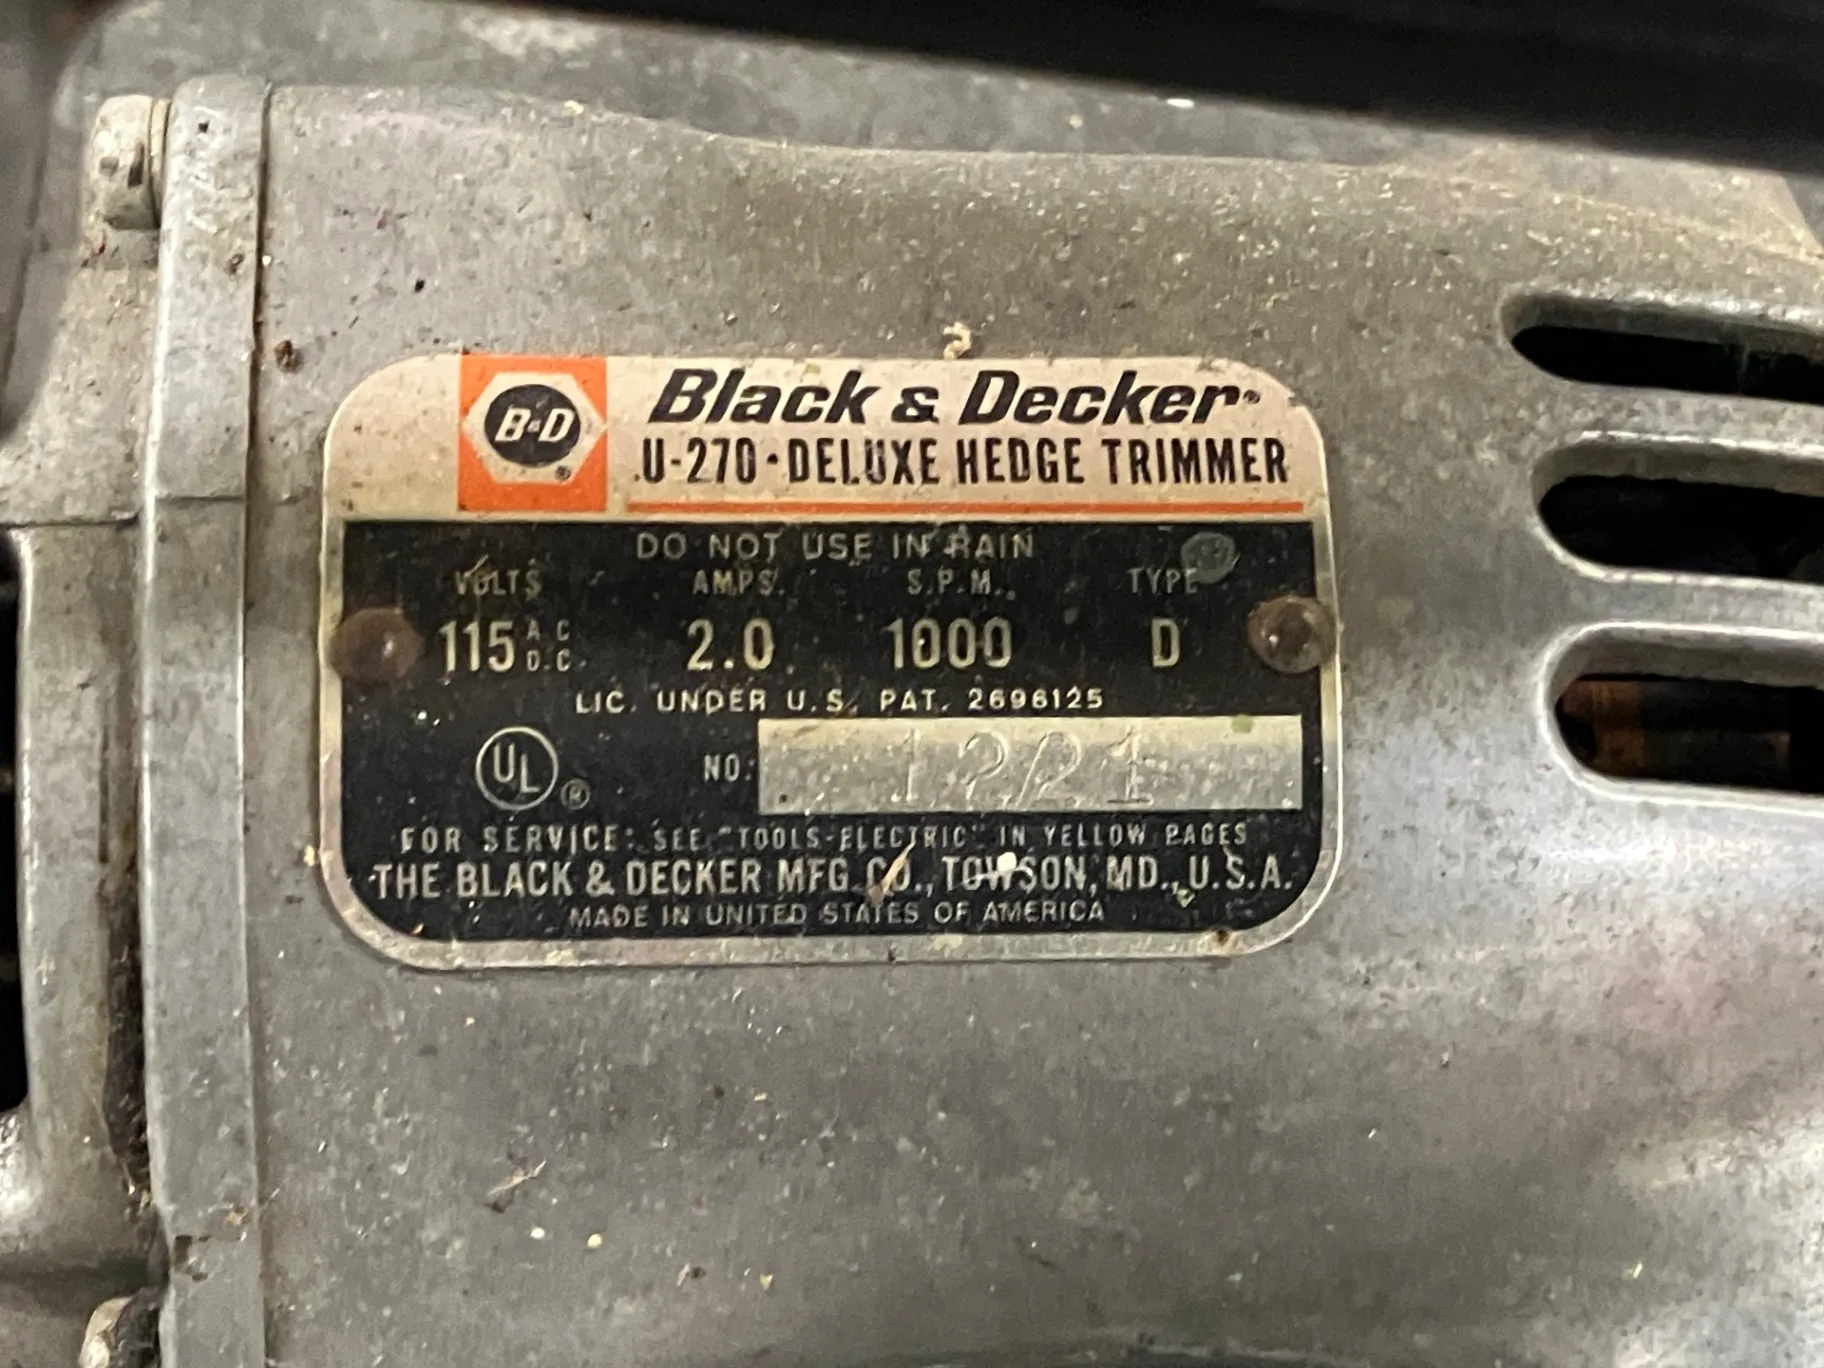 B&D ®
Black & Decker®
U-270 · DELUXE HEDGE TRIMMER
DO NOT USE IN RAIN
VOLTS AMPS. S.P.M. TYPE
115 A.C. D.C. 2.0 1000 D
LIC. UNDER U.S. PAT. 2696125
UL ® NO. 1221
FOR SERVICE: SEE "TOOLS-ELECTRIC" IN YELLOW PAGES
THE BLACK & DECKER MFG. CO., TOWSON, MD., U.S.A.
MADE IN UNITED STATES OF AMERICA